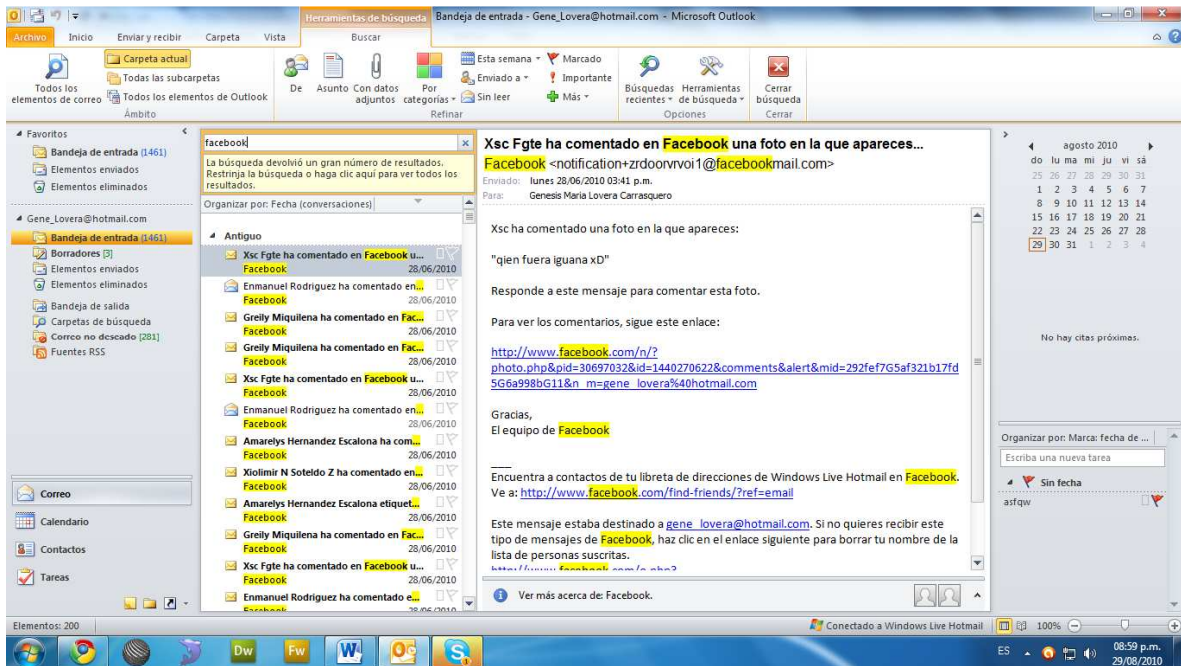 Herramientas de búsqueda
Bandeja de entrada - Gene_Lovera@hotmail.com - Microsoft Outlook
Archivo Inicio Enviar y recibir Carpeta Vista Buscar
Todos los elementos de correo
Carpeta actual
Todas las subcarpetas
Todos los elementos de Outlook
Ámbito
De
Asunto
Con datos adjuntos
Por categorías
Esta semana
Enviado a
Sin leer
Marcado
Importante
Más
Refinar
Búsquedas recientes
Herramientas de búsqueda
Opciones
Cerrar búsqueda
Cerrar
Favoritos
Bandeja de entrada (1461)
Elementos enviados
Elementos eliminados
Gene_Lovera@hotmail.com
Bandeja de entrada (1461)
Borradores [3]
Elementos enviados
Elementos eliminados
Bandeja de salida
Carpetas de búsqueda
Correo no deseado [281]
Fuentes RSS
Correo
Calendario
Contactos
Tareas
facebook
La búsqueda devolvió un gran número de resultados.
Restrinja la búsqueda o haga clic aquí para ver todos los
resultados.
Organizar por: Fecha (conversaciones)
Antiguo
Xsc Fgte ha comentado en Facebook u...
Facebook 28/06/2010
Enmanuel Rodriguez ha comentado en...
Facebook 28/06/2010
Greily Miquilena ha comentado en Fac...
Facebook 28/06/2010
Greily Miquilena ha comentado en Fac...
Facebook 28/06/2010
Xsc Fgte ha comentado en Facebook u...
Facebook 28/06/2010
Enmanuel Rodriguez ha comentado en...
Facebook 28/06/2010
Amarelys Hernandez Escalona ha com...
Facebook 28/06/2010
Xiolimir N Soteldo Z ha comentado en...
Facebook 28/06/2010
Amarelys Hernandez Escalona etiquet...
Facebook 28/06/2010
Greily Miquilena ha comentado en Fac...
Facebook 28/06/2010
Xsc Fgte ha comentado en Facebook u...
Facebook 28/06/2010
Enmanuel Rodriguez ha comentado e...
Facebook 28/06/2010
Xsc Fgte ha comentado en Facebook una foto en la que apareces...
Facebook <notification+zrdoorvrvoi1@facebookmail.com>
Enviado: lunes 28/06/2010 03:41 p.m.
Para: Genesis Maria Lovera Carrasquero
Xsc ha comentado una foto en la que apareces:
"qien fuera iguana xD"
Responde a este mensaje para comentar esta foto.
Para ver los comentarios, sigue este enlace:
http://www.facebook.com/n/?
photo.php&pid=30697032&id=1440270622&comments&alert&mid=292fef7G5af321b17fd
5G6a998bG11&n_m=gene_lovera%40hotmail.com
Gracias,
El equipo de Facebook
___
Encuentra a contactos de tu libreta de direcciones de Windows Live Hotmail en Facebook.
Ve a: http://www.facebook.com/find-friends/?ref=email
Este mensaje estaba destinado a gene_lovera@hotmail.com. Si no quieres recibir este
tipo de mensajes de Facebook, haz clic en el enlace siguiente para borrar tu nombre de la
lista de personas suscritas.
http://www.facebook.com/o.php?
Ver más acerca de: Facebook.
agosto 2010
do lu ma mi ju vi sá
25 26 27 28 29 30 31
1 2 3 4 5 6 7
8 9 10 11 12 13 14
15 16 17 18 19 20 21
22 23 24 25 26 27 28
29 30 31 1 2 3 4
No hay citas próximas.
Organizar por: Marca: fecha de ...
Escriba una nueva tarea
Sin fecha
asfqw
Elementos: 200
Conectado a Windows Live Hotmail
100%
Dw
Fw
W
ES
08:59 p.m.
29/08/2010